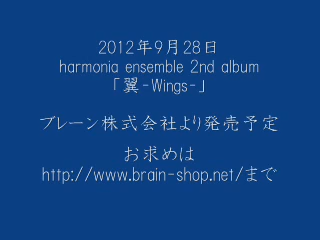 2012年9月28日
harmonia ensemble 2nd album
「翼-Wings-」
ブレーン株式会社より発売予定
お求めは
http://www.brain-shop.net/まで